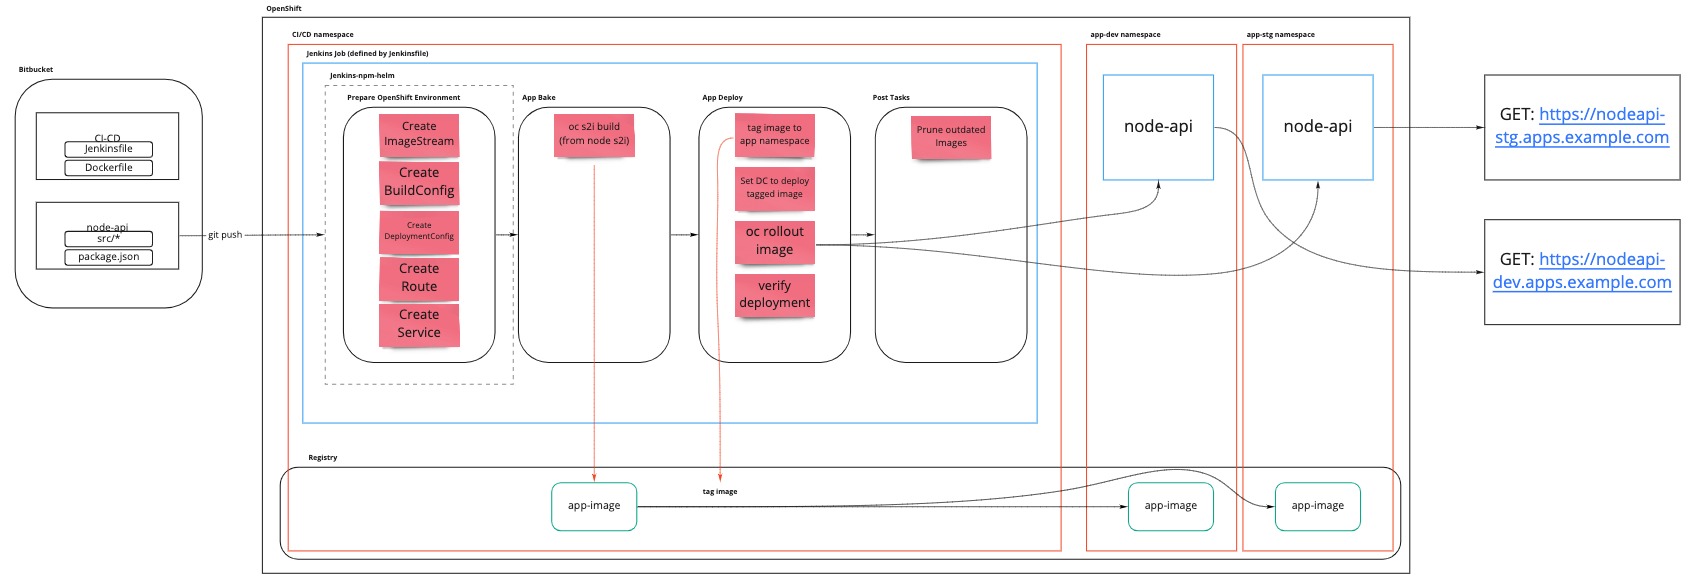 OpenShift
CI/CD namespace
app-dev namespace
app-stg namespace
Jenkins Job (defined by Jenkinsfile)
Bitbucket
Jenkins-npm-helm
Prepare OpenShift Environment
App Bake
App Deploy
Post Tasks
CI-CD
Jenkinsfile
Dockerfile
node-api
src/*
package.json
git push
Create
ImageStream
Create
BuildConfig
Create
DeploymentConfig
Create
Route
Create
Service
oc s2i build
(from node s2i)
tag image to
app namespace
Set DC to deploy
tagged image
oc rollout
image
verify
deployment
Prune outdated
Images
node-api
node-api
GET: https://nodeapi-
stg.apps.example.com
GET: https://nodeapi-
dev.apps.example.com
Registry
app-image
tag image
app-image
app-image